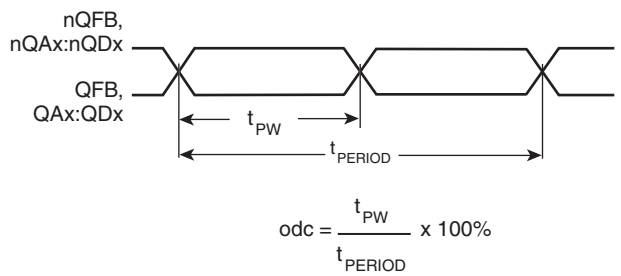 nQFB,
nQAx:nQDx
QFB,
QAx:QDx
tPW
tPERIOD
odc = tPW / tPERIOD x 100%